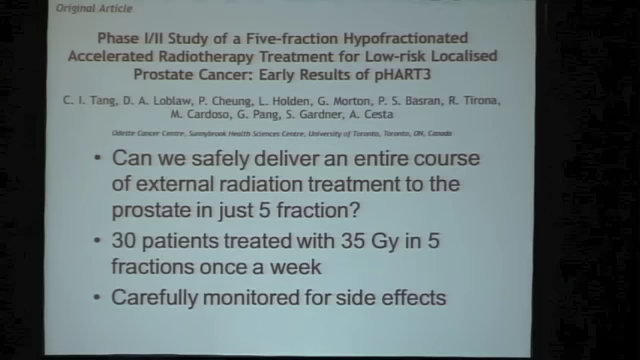 Original Article
Phase I/II Study of a Five-fraction Hypofractionated
Accelerated Radiotherapy Treatment for Low-risk Localised
Prostate Cancer: Early Results of pHART3
C. I. Tang, D. A. Loblaw, P. Cheung, L. Holden, G. Morton, P. S. Basran, R. Tirona,
M. Cardoso, G. Pang, S. Gardner, A. Cesta
Odette Cancer Centre, Sunnybrook Health Sciences Centre, University of Toronto, Toronto, ON, Canada
• Can we safely deliver an entire course
of external radiation treatment to the
prostate in just 5 fraction?
• 30 patients treated with 35 Gy in 5
fractions once a week
• Carefully monitored for side effects